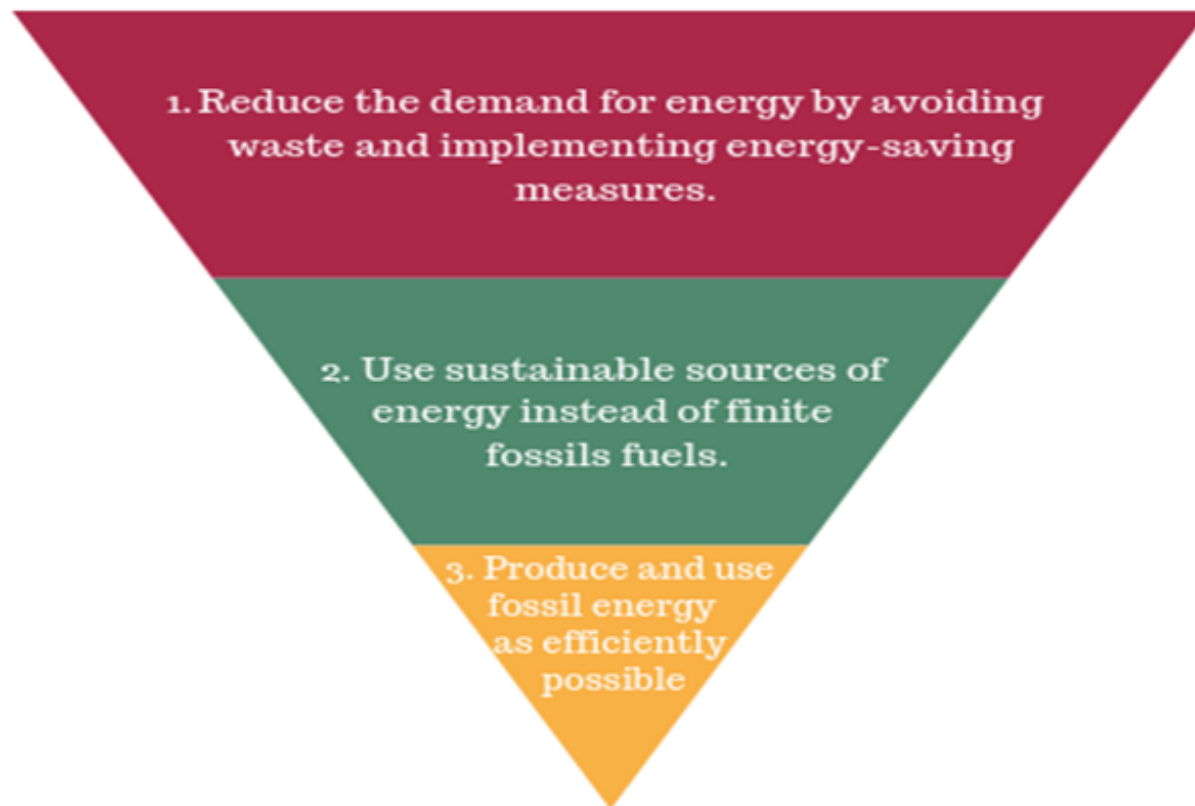 1. Reduce the demand for energy by avoiding
waste and implementing energy-saving
measures.
2. Use sustainable sources of
energy instead of finite
fossils fuels.
3. Produce and use
fossil energy
as efficiently
possible